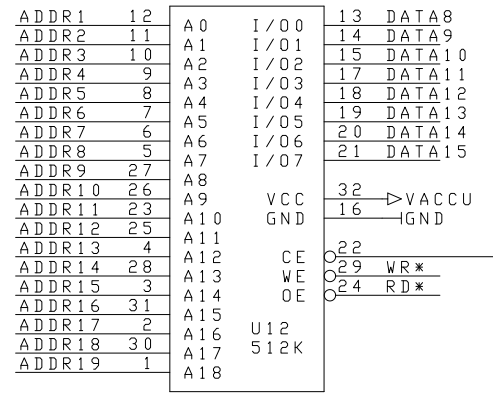 ADDR1 12 A0 I/O0 13 DATA8
ADDR2 11 A1 I/O1 14 DATA9
ADDR3 10 A2 I/O2 15 DATA10
ADDR4 9 A3 I/O3 17 DATA11
ADDR5 8 A4 I/O4 18 DATA12
ADDR6 7 A5 I/O5 19 DATA13
ADDR7 6 A6 I/O6 20 DATA14
ADDR8 5 A7 I/O7 21 DATA15
ADDR9 27 A8
ADDR10 26 A9 VCC 32 VACCU
ADDR11 23 A10 GND 16 GND
ADDR12 25 A11
ADDR13 4 A12 CE 22
ADDR14 28 A13 WE 29 WR*
ADDR15 3 A14 OE 24 RD*
ADDR16 31 A15
ADDR17 2 A16 U12
ADDR18 30 A17 512K
ADDR19 1 A18